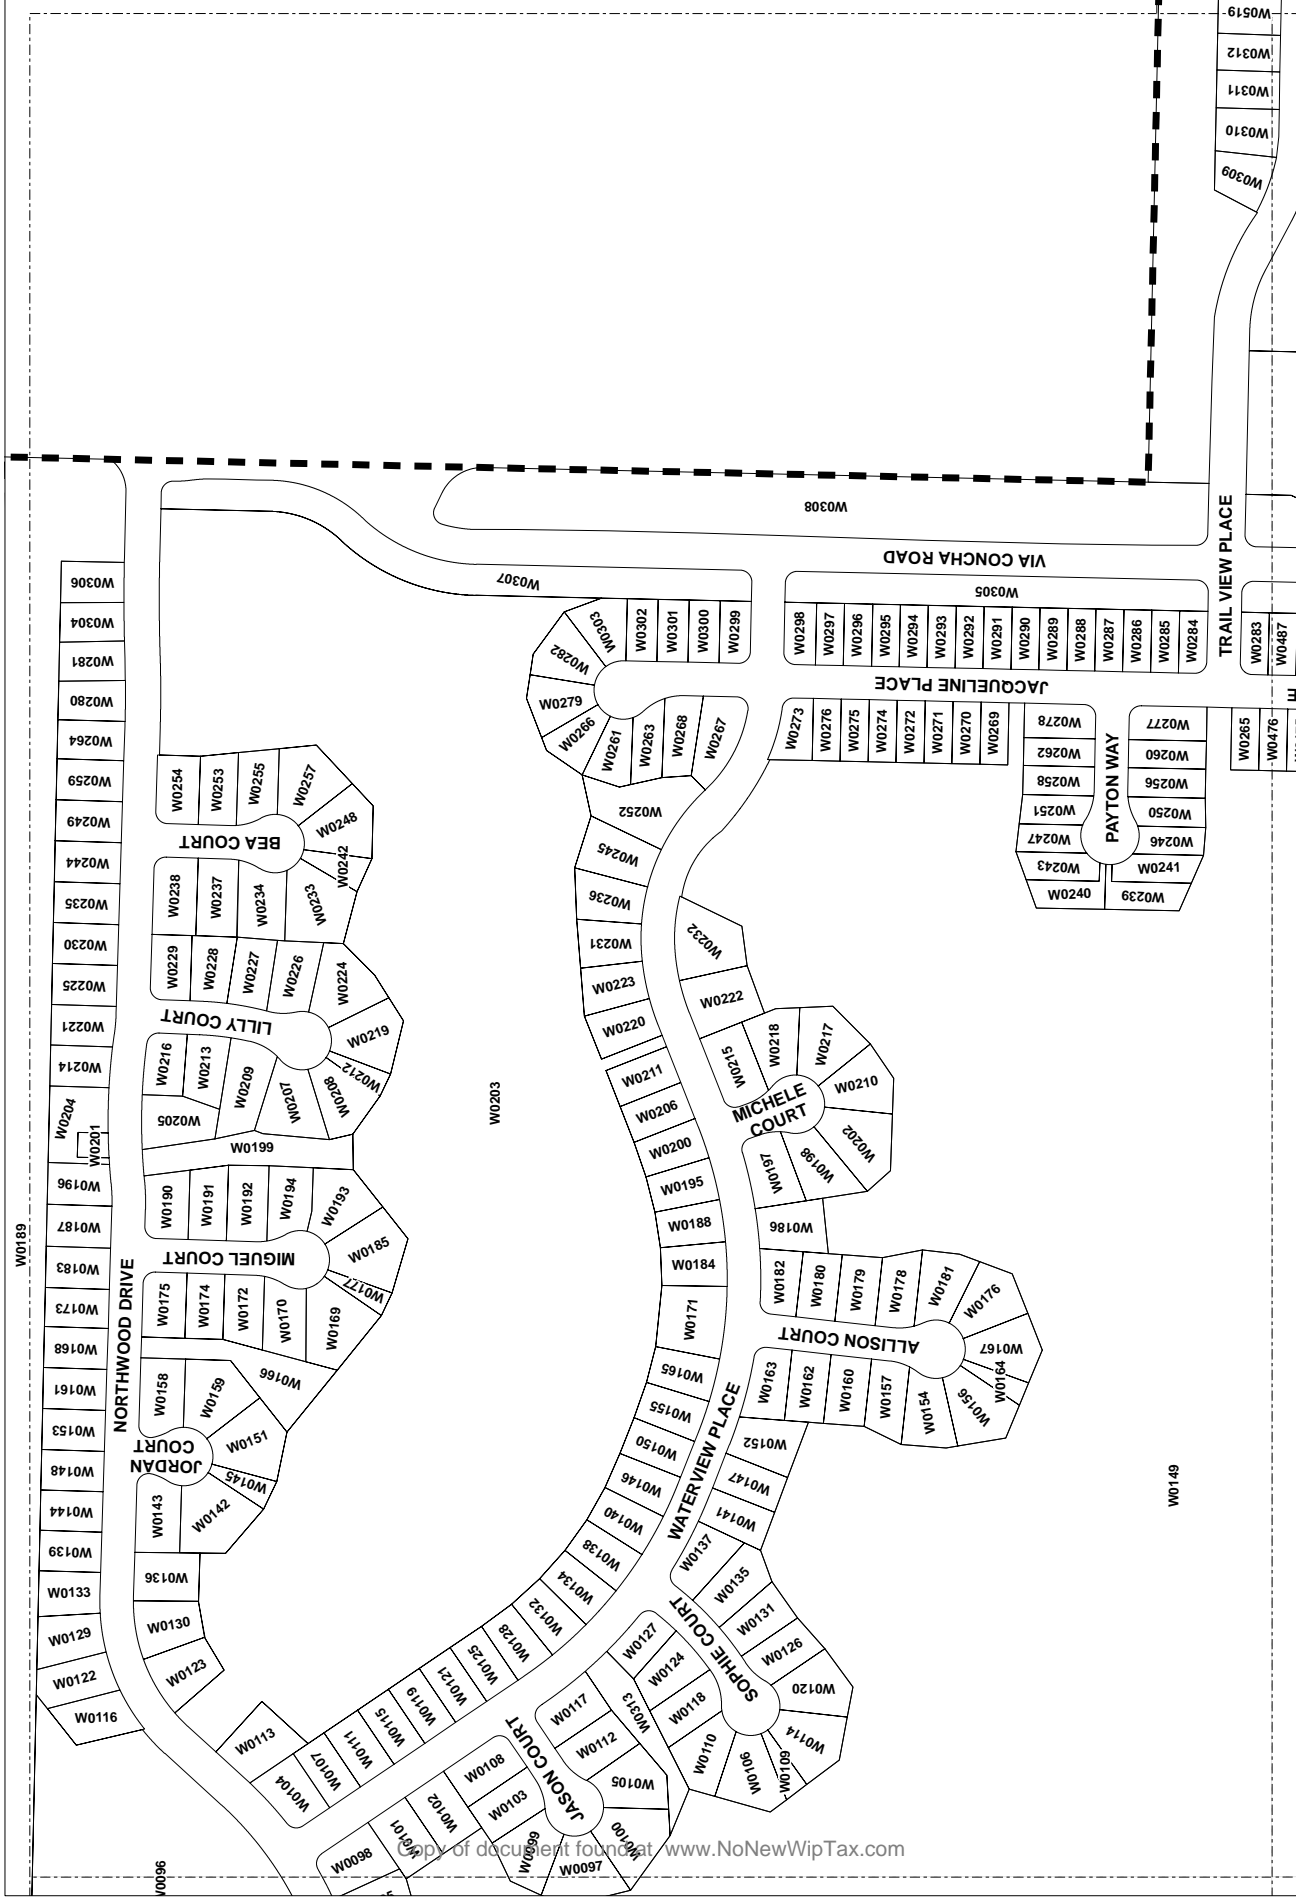 W0519
W0312
W0311
W0310
W0309
W0308
VIA CONCHA ROAD
TRAIL VIEW PLACE
W0307
W0305
W0306
W0304
W0281
W0280
W0264
W0259
W0249
W0244
W0235
W0230
W0225
W0221
W0214
W0204
W0201
W0196
W0187
W0183
W0173
W0168
W0161
W0153
W0148
W0144
W0139
W0133
W0129
W0122
W0116
W0189
NORTHWOOD DRIVE
W0303
W0302
W0301
W0300
W0299
W0298
W0297
W0296
W0295
W0294
W0293
W0292
W0291
W0290
W0289
W0288
W0287
W0286
W0285
W0284
W0283
W0487
JACQUELINE PLACE
E
W0282
W0279
W0266
W0261
W0263
W0268
W0267
W0273
W0276
W0275
W0274
W0272
W0271
W0270
W0269
W0278
W0262
W0258
W0251
W0247
W0243
W0240
PAYTON WAY
W0277
W0260
W0256
W0250
W0246
W0241
W0239
W0265
W0476
W0254
W0253
W0255
W0257
W0248
W0242
BEA COURT
W0238
W0237
W0234
W0233
W0229
W0228
W0227
W0226
W0224
W0219
W0212
LILLY COURT
W0216
W0213
W0209
W0207
W0208
W0205
W0199
W0190
W0191
W0192
W0194
W0193
W0185
W0177
MIGUEL COURT
W0175
W0174
W0172
W0170
W0169
W0166
W0158
W0159
W0151
W0145
JORDAN
COURT
W0143
W0142
W0136
W0130
W0123
W0113
W0203
W0252
W0245
W0236
W0231
W0223
W0220
W0211
W0206
W0200
W0195
W0188
W0184
W0171
W0165
W0155
W0150
W0146
W0140
W0138
W0134
W0132
W0128
W0125
W0121
W0119
W0115
W0111
W0107
W0104
WATERVIEW PLACE
W0232
W0222
W0215
W0218
W0217
W0210
W0202
W0198
W0197
MICHELE
COURT
W0186
W0182
W0180
W0179
W0178
W0181
W0176
W0167
W0164
W0156
ALLISON COURT
W0163
W0162
W0160
W0157
W0154
W0152
W0147
W0141
W0137
W0135
W0131
W0126
W0120
W0114
W0109
W0106
W0110
SOPHIE COURT
W0127
W0124
W0118
W0313
W0117
W0112
W0105
W0100
W0097
W0099
JASON COURT
W0108
W0103
W0102
W0101
W0098
W0096
W0149
Copy of document found at www.NoNewWipTax.com